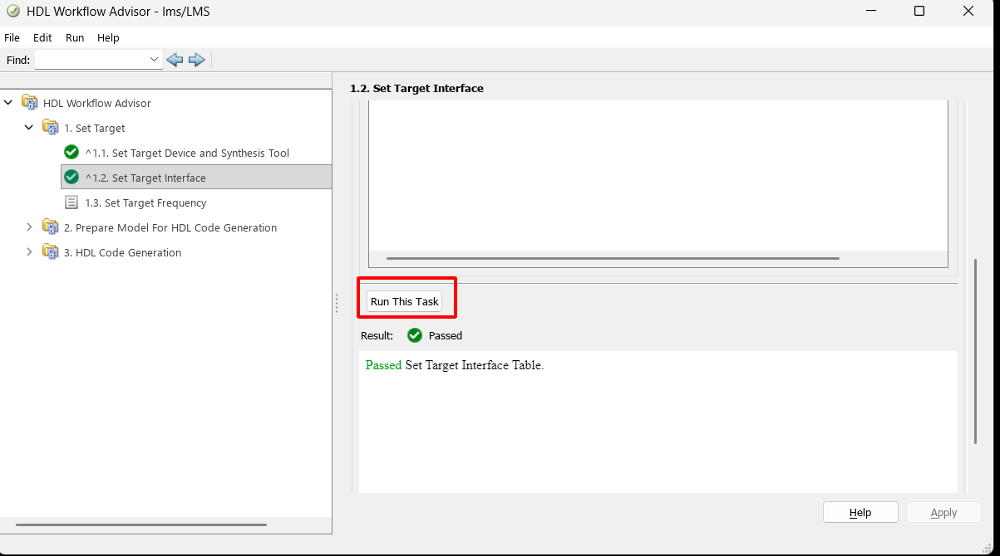 HDL Workflow Advisor - lms/LMS
File Edit Run Help
Find:
HDL Workflow Advisor
1. Set Target
^1.1. Set Target Device and Synthesis Tool
^1.2. Set Target Interface
1.3. Set Target Frequency
2. Prepare Model For HDL Code Generation
3. HDL Code Generation
1.2. Set Target Interface
Run This Task
Result: Passed
Passed Set Target Interface Table.
Help Apply